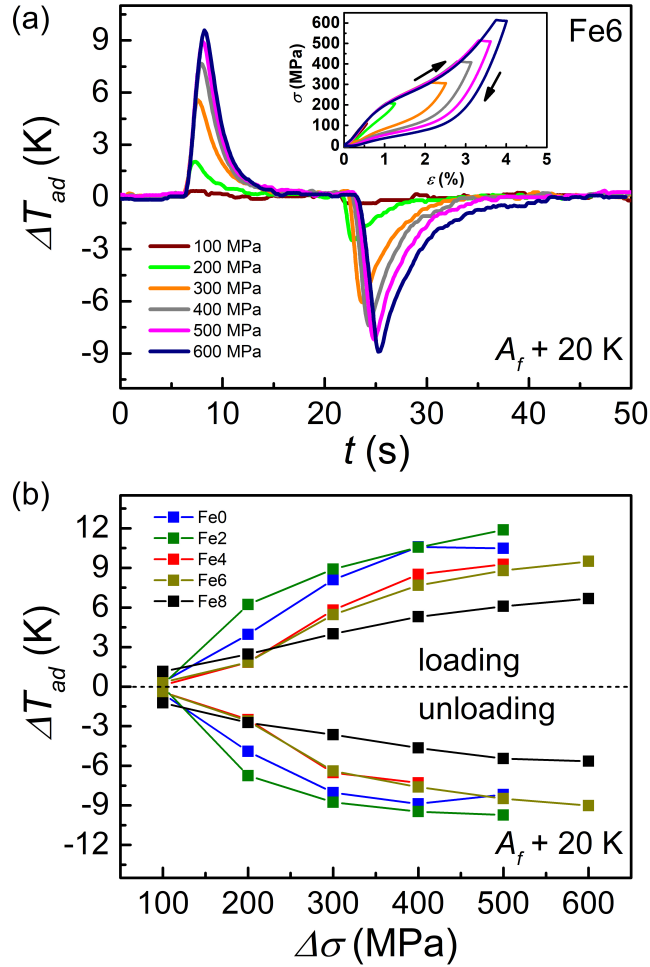 (a)
Fe6
9
6
3
0
-3
-6
-9
ΔT_ad (K)
600
500
400
300
200
100
0
σ (MPa)
0 1 2 3 4 5
ε (%)
100 MPa
200 MPa
300 MPa
400 MPa
500 MPa
600 MPa
A_f + 20 K
0 10 20 30 40 50
t (s)
(b)
12
9
6
3
0
-3
-6
-9
-12
ΔT_ad (K)
Fe0
Fe2
Fe4
Fe6
Fe8
loading
unloading
A_f + 20 K
100 200 300 400 500 600
Δσ (MPa)